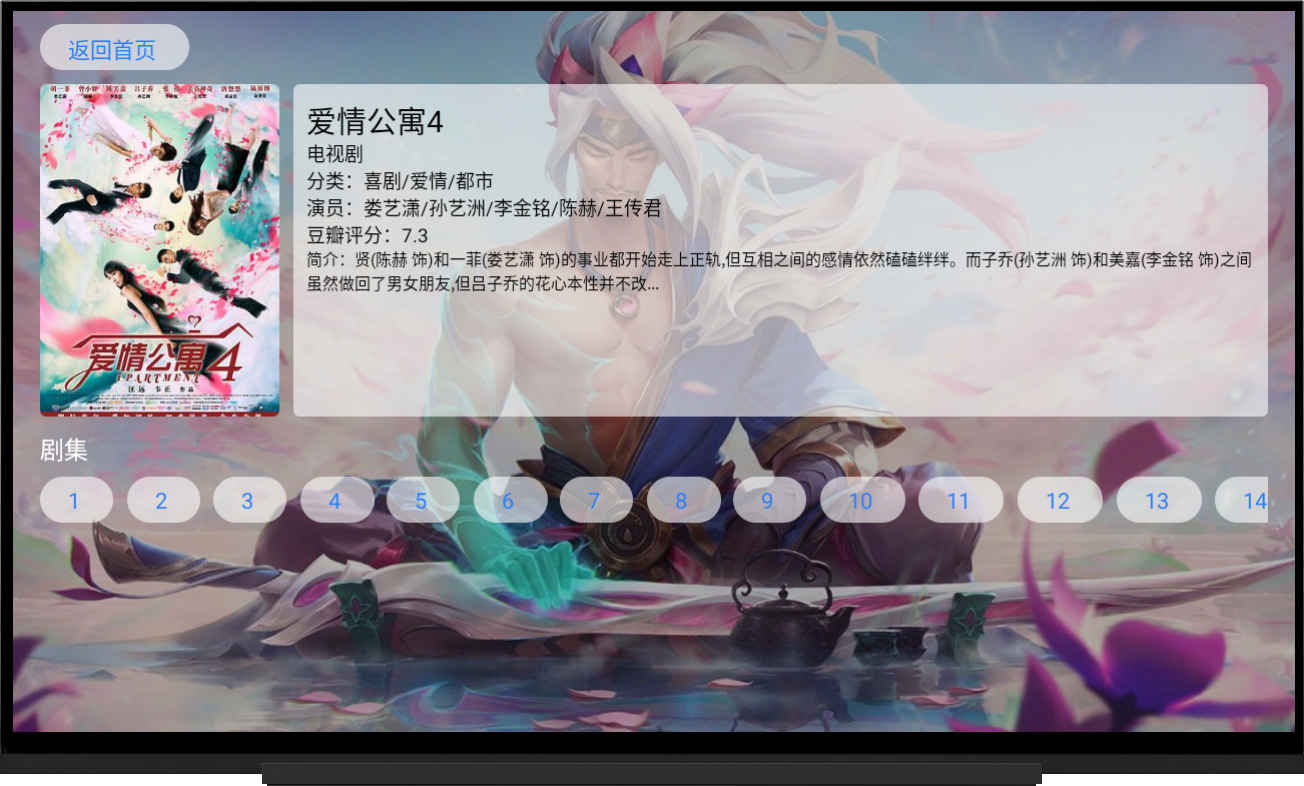 返回首页
爱情公寓4
电视剧
分类：喜剧/爱情/都市
演员：娄艺潇/孙艺洲/李金铭/陈赫/王传君
豆瓣评分：7.3
简介：贤(陈赫 饰)和一菲(娄艺潇 饰)的事业都开始走上正轨,但互相之间的感情依然磕磕绊绊。而子乔(孙艺洲 饰)和美嘉(李金铭 饰)之间
虽然做回了男女朋友,但吕子乔的花心本性并不改...
爱情公寓4
剧集
1 2 3 4 5 6 7 8 9 10 11 12 13 14